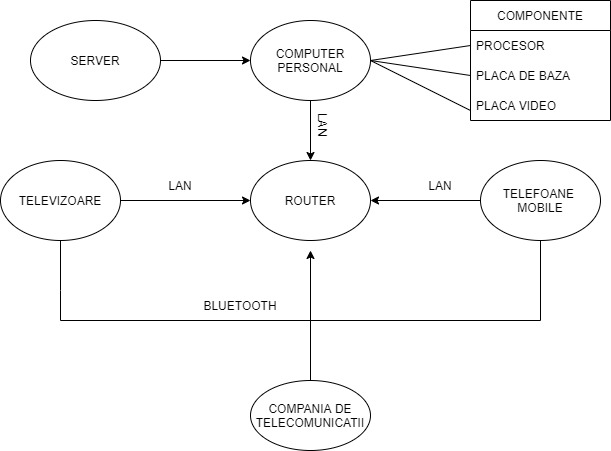 COMPONENTE
SERVER
COMPUTER
PERSONAL
PROCESOR
PLACA DE BAZA
PLACA VIDEO
LAN
TELEVIZOARE
LAN
ROUTER
LAN
TELEFOANE
MOBILE
BLUETOOTH
COMPANIA DE
TELECOMUNICATII